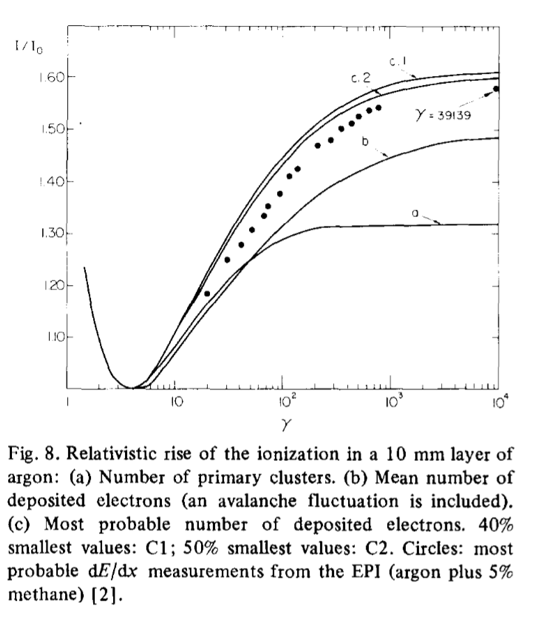 I/I₀
1.60
c.1
c.2
γ = 39139
1.50
b
1.40
a
1.30
1.20
1.10
1
10
10²
10³
10⁴
γ
Fig. 8. Relativistic rise of the ionization in a 10 mm layer of
argon: (a) Number of primary clusters. (b) Mean number of
deposited electrons (an avalanche fluctuation is included).
(c) Most probable number of deposited electrons. 40%
smallest values: C1; 50% smallest values: C2. Circles: most
probable dE/dx measurements from the EPI (argon plus 5%
methane) [2].